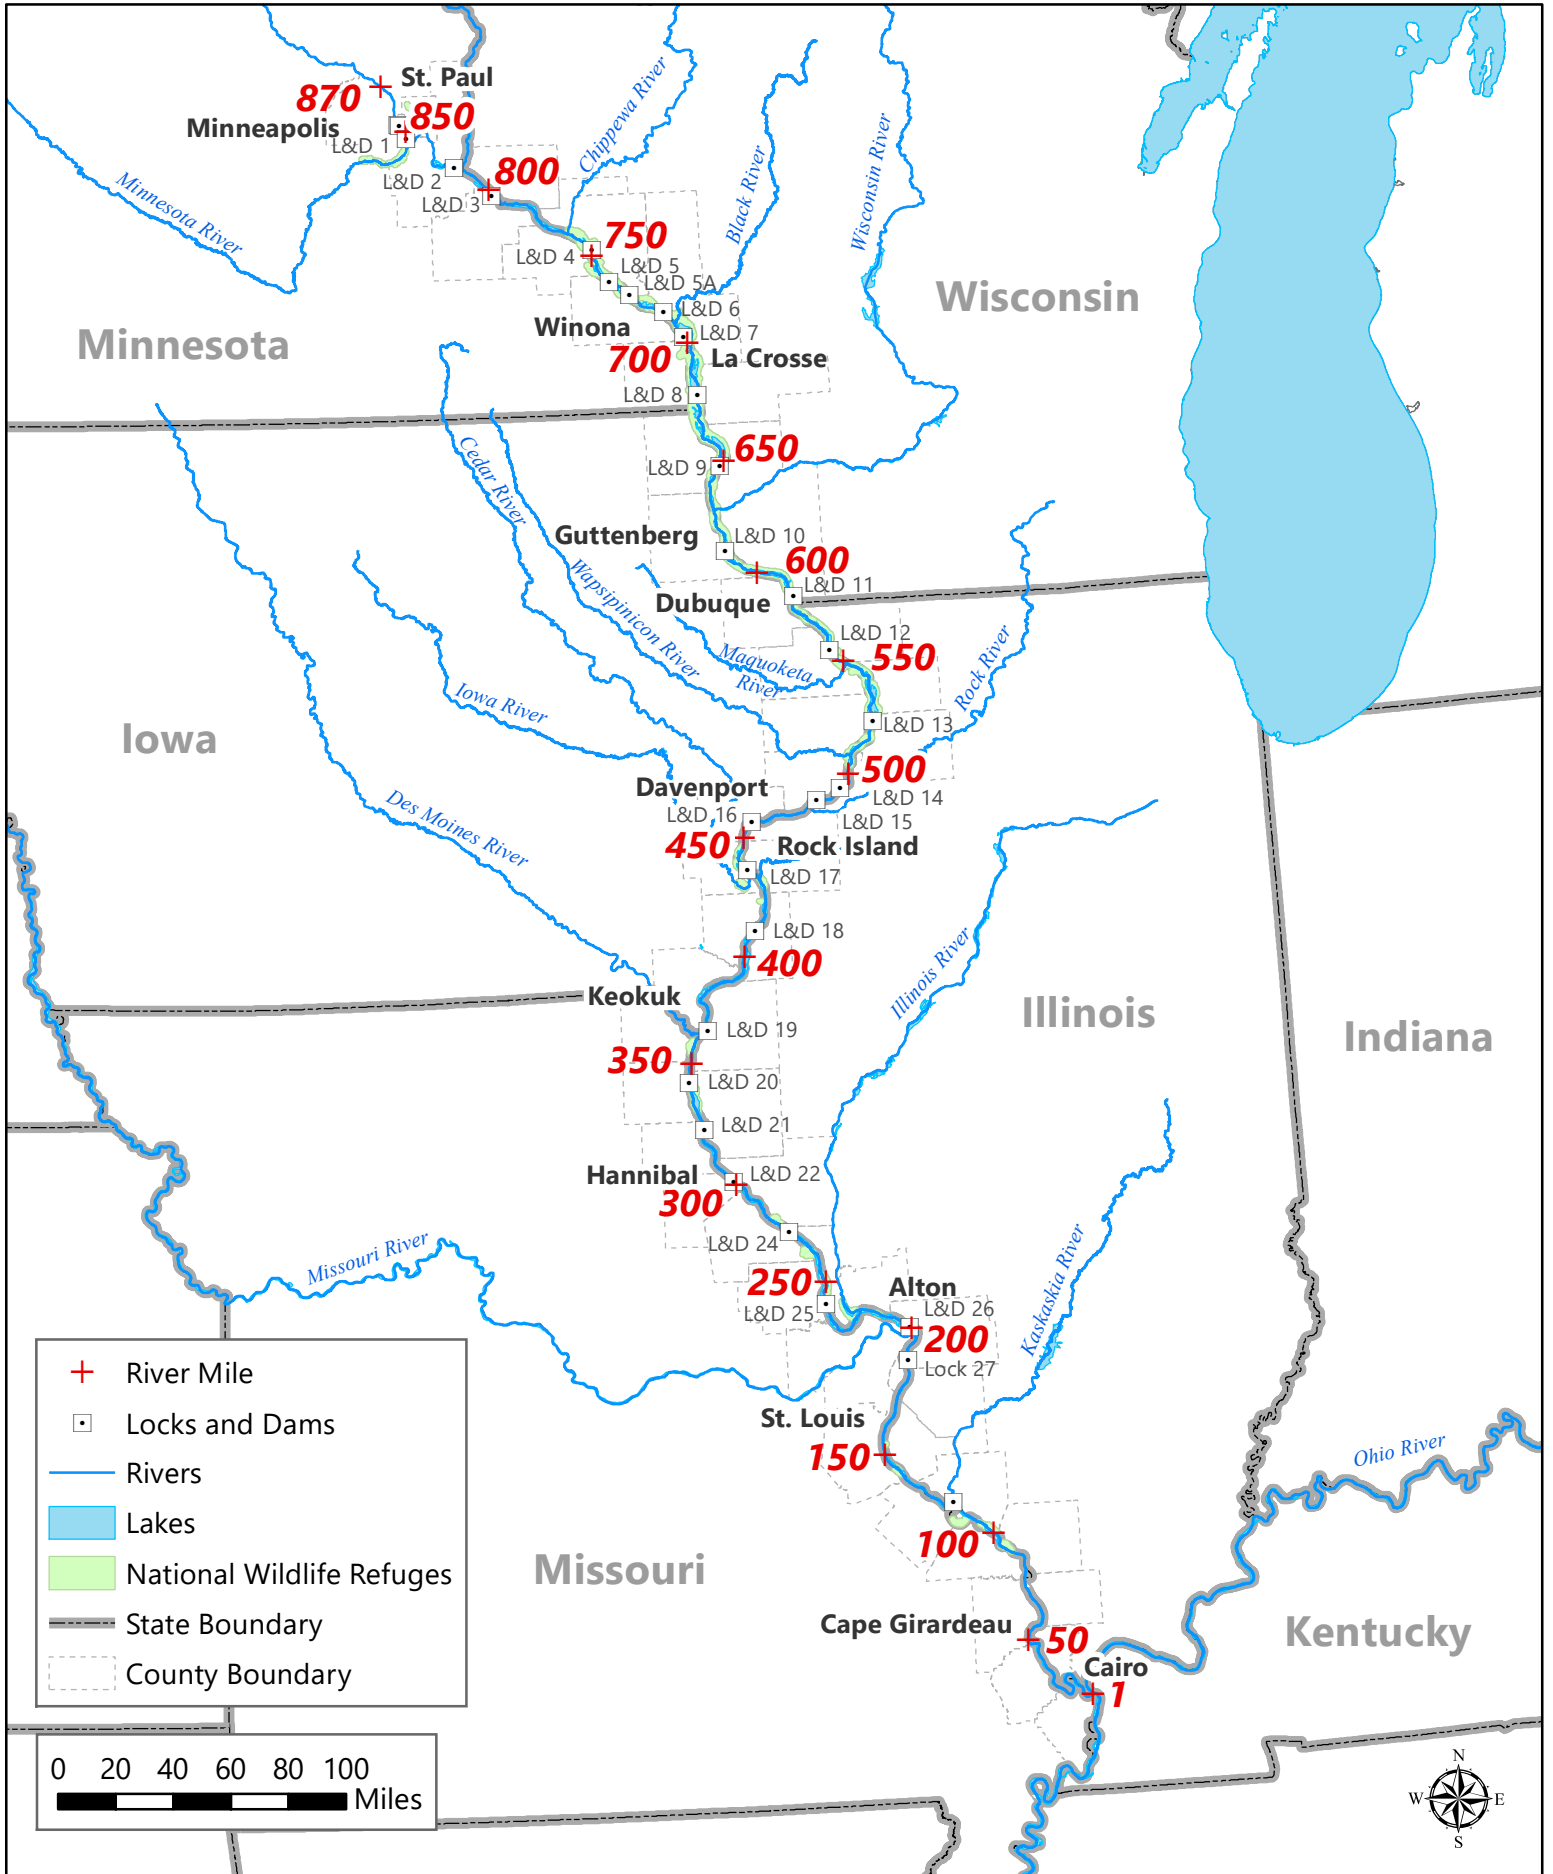 St. Paul
870
850
Minneapolis
L&D 1
Chippewa River
L&D 2
800
L&D 3
Minnesota River
Black River
Wisconsin River
750
L&D 4
L&D 5
L&D 5A
Wisconsin
L&D 6
Winona
L&D 7
Minnesota
700
La Crosse
L&D 8
650
L&D 9
Cedar River
Guttenberg
L&D 10
600
L&D 11
Dubuque
Wapsipinicon River
L&D 12
550
Maquoketa
River
Rock River
Iowa River
L&D 13
Iowa
500
Davenport
L&D 14
L&D 16
L&D 15
Des Moines River
450
Rock Island
L&D 17
L&D 18
400
Illinois River
Keokuk
Illinois
L&D 19
Indiana
350
L&D 20
L&D 21
Hannibal
L&D 22
300
L&D 24
Missouri River
Kaskaskia River
250
Alton
L&D 25
L&D 26
200
Lock 27
St. Louis
150
Ohio River
100
Missouri
Cape Girardeau
50
Kentucky
Cairo
1
River Mile
Locks and Dams
Rivers
Lakes
National Wildlife Refuges
State Boundary
County Boundary
0 20 40 60 80 100
Miles
N
W E
S